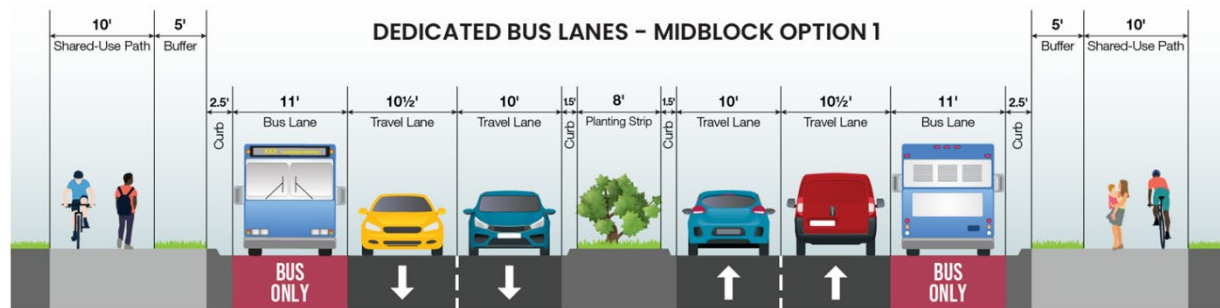 DEDICATED BUS LANES - MIDBLOCK OPTION 1
10'
Shared-Use Path
5'
Buffer
2.5'
Curb
11'
Bus Lane
10½'
Travel Lane
10'
Travel Lane
1.5'
Curb
8'
Planting Strip
1.5'
Curb
10'
Travel Lane
10½'
Travel Lane
11'
Bus Lane
2.5'
Curb
5'
Buffer
10'
Shared-Use Path
BUS
ONLY
BUS
ONLY